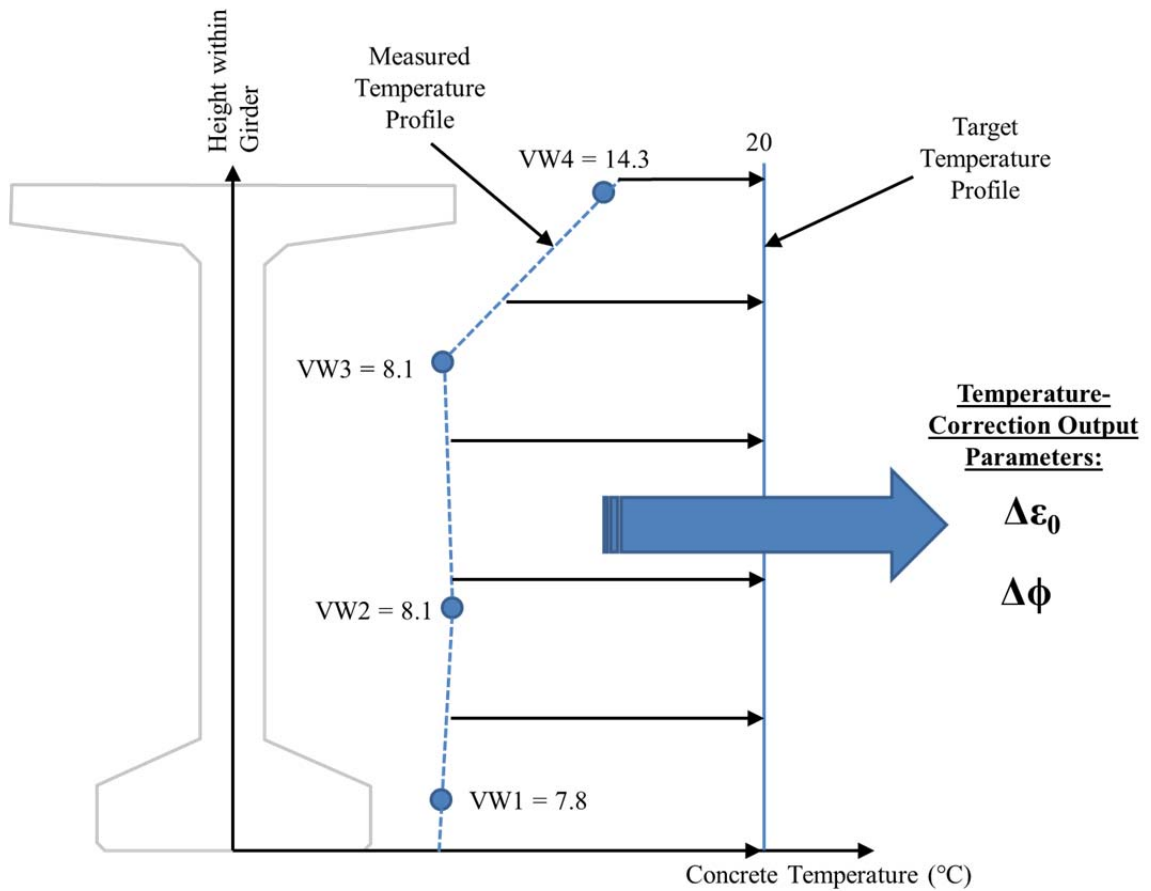 Height within
Girder
Measured
Temperature
Profile
VW4 = 14.3
20
Target
Temperature
Profile
VW3 = 8.1
Temperature-
Correction Output
Parameters:
Δε₀
Δϕ
VW2 = 8.1
VW1 = 7.8
Concrete Temperature (°C)